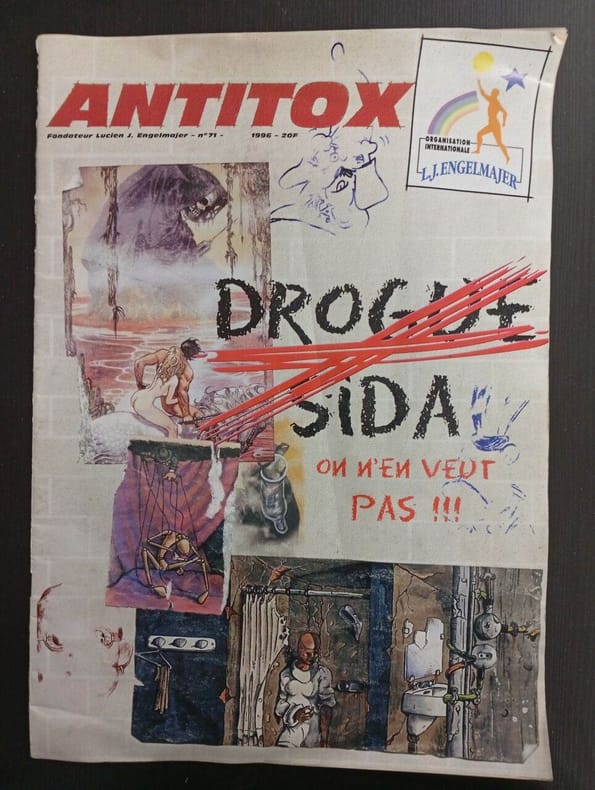 ANTITOX
Fondateur Lucien J. Engelmajer - n°71 - 1996 - 20F
ORGANISATION
INTERNATIONALE
L.J. ENGELMAJER
DROGUE
SIDA
ON N'EN VEUT
PAS !!!